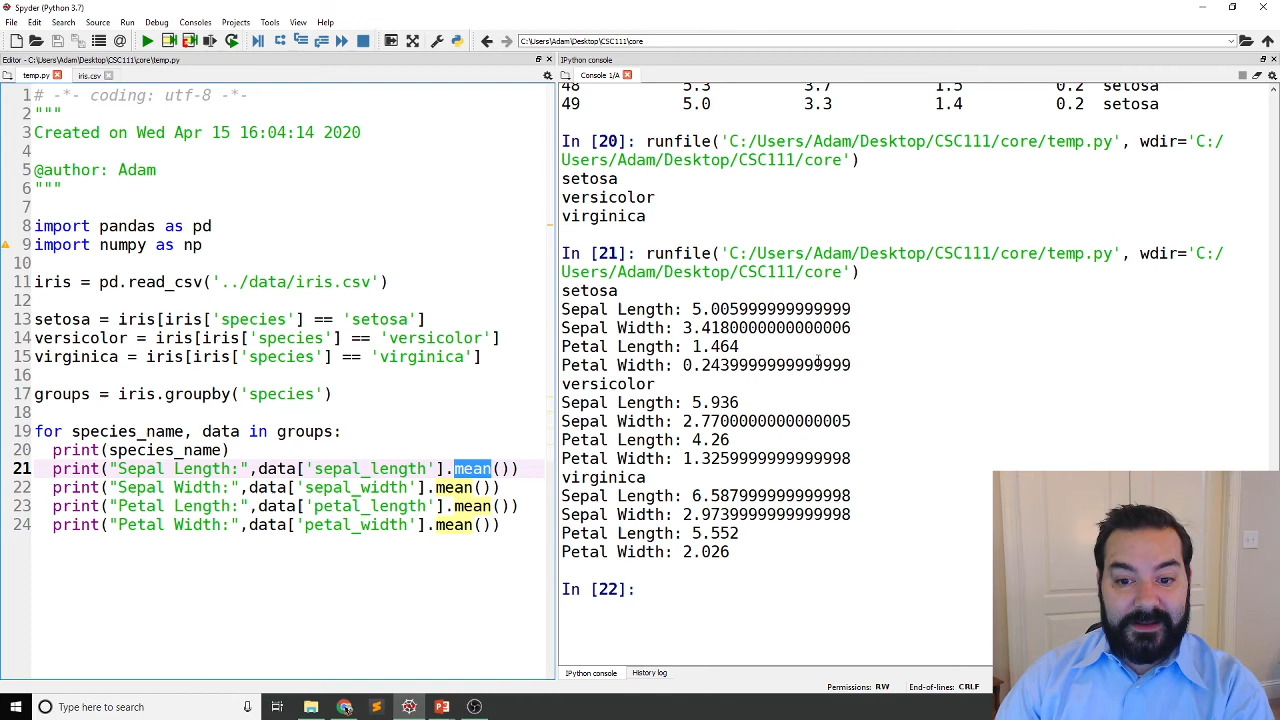 Spyder (Python 3.7)
File Edit Search Source Run Debug Consoles Projects Tools View Help
C:\Users\Adam\Desktop\CSC111\core
Editor - C:\Users\Adam\Desktop\CSC111\core\temp.py
temp.py iris.csv
1 # -*- coding: utf-8 -*-
2 """
3 Created on Wed Apr 15 16:04:14 2020
4
5 @author: Adam
6 """
7
8 import pandas as pd
9 import numpy as np
10
11 iris = pd.read_csv('../data/iris.csv')
12
13 setosa = iris[iris['species'] == 'setosa']
14 versicolor = iris[iris['species'] == 'versicolor']
15 virginica = iris[iris['species'] == 'virginica']
16
17 groups = iris.groupby('species')
18
19 for species_name, data in groups:
20 print(species_name)
21 print("Sepal Length:",data['sepal_length'].mean())
22 print("Sepal Width:",data['sepal_width'].mean())
23 print("Petal Length:",data['petal_length'].mean())
24 print("Petal Width:",data['petal_width'].mean())
IPython console
Console 1/A
48 5.3 3.7 1.5 0.2 setosa
49 5.0 3.3 1.4 0.2 setosa
In [20]: runfile('C:/Users/Adam/Desktop/CSC111/core/temp.py', wdir='C:/
Users/Adam/Desktop/CSC111/core')
setosa
versicolor
virginica
In [21]: runfile('C:/Users/Adam/Desktop/CSC111/core/temp.py', wdir='C:/
Users/Adam/Desktop/CSC111/core')
setosa
Sepal Length: 5.005999999999999
Sepal Width: 3.4180000000000006
Petal Length: 1.464
Petal Width: 0.2439999999999999
versicolor
Sepal Length: 5.936
Sepal Width: 2.7700000000000005
Petal Length: 4.26
Petal Width: 1.3259999999999998
virginica
Sepal Length: 6.587999999999998
Sepal Width: 2.9739999999999998
Petal Length: 5.552
Petal Width: 2.026
In [22]:
IPython console History log
Permissions: RW End-of-lines: CRLF
Type here to search